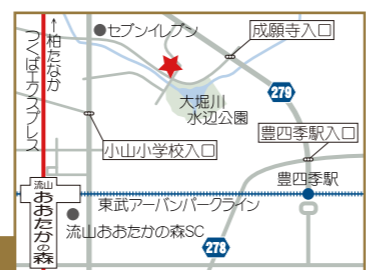 ←柏たなか
つくばエクスプレス
セブンイレブン
成願寺入口
279
大堀川
水辺公園
小山小学校入口
豊四季駅入口
豊四季駅
流山
おおたかの森
東武アーバンパークライン
流山おおたかの森SC
278